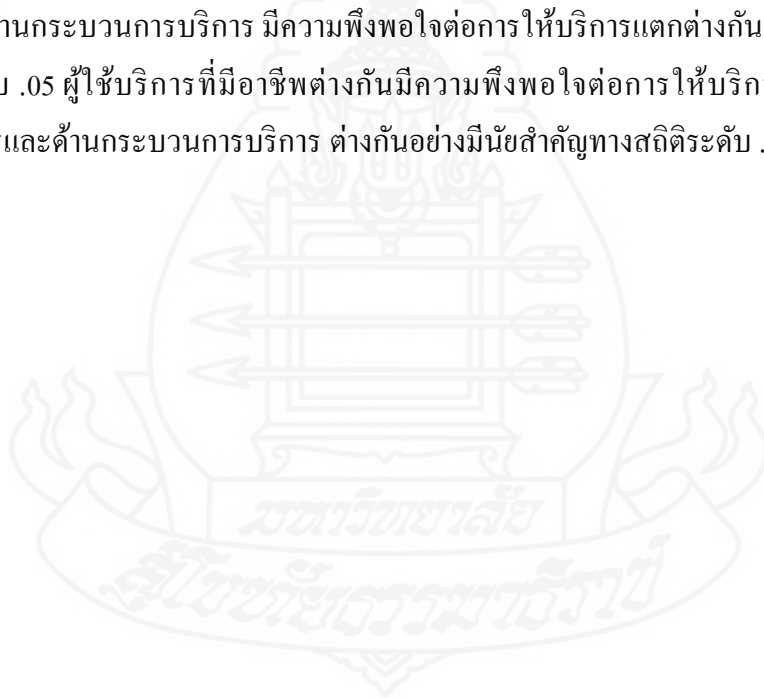 านกระบวนการบริการ มีความพึงพอใจต่อการให้บริการแตกต่างกัน
.05 ผู้ใช้บริการที่มีอาชีพต่างกันมีความพึงพอใจต่อการให้บริก
และด้านกระบวนการบริการ ต่างกันอย่างมีนัยสำคัญทางสถิติระดับ .
มหาวิทยาลัย
สุโขทัยธรรมาธิราช